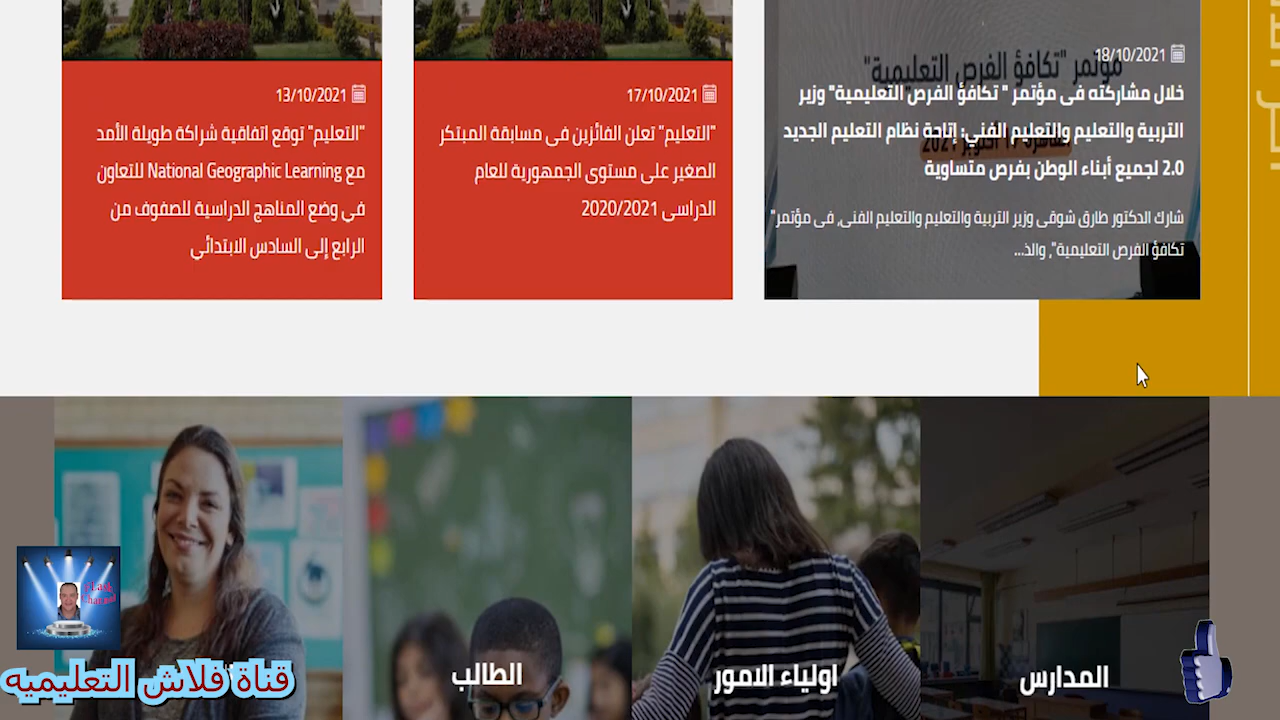 مؤتمر "تكافؤ الفرص التعليمية"
18/10/2021
خلال مشاركته فى مؤتمر " تكافؤ الفرص التعليمية" وزير
التربية والتعليم والتعليم الفني: إتاحة نظام التعليم الجديد
2.0 لجميع أبناء الوطن بفرص متساوية
شارك الدكتور طارق شوقى وزير التربية والتعليم والتعليم الفنى، فى مؤتمر"
تكافؤ الفرص التعليمية"، والذ...
17/10/2021
"التعليم" تعلن الفائزين فى مسابقة المبتكر
الصغير على مستوى الجمهورية للعام
الدراسى 2020/2021
13/10/2021
"التعليم" توقع اتفاقية شراكة طويلة الأمد
مع National Geographic Learning للتعاون
في وضع المناهج الدراسية للصفوف من
الرابع إلى السادس الابتدائي
المدارس
اولياء الامور
الطالب
قناة فلاش التعليميه